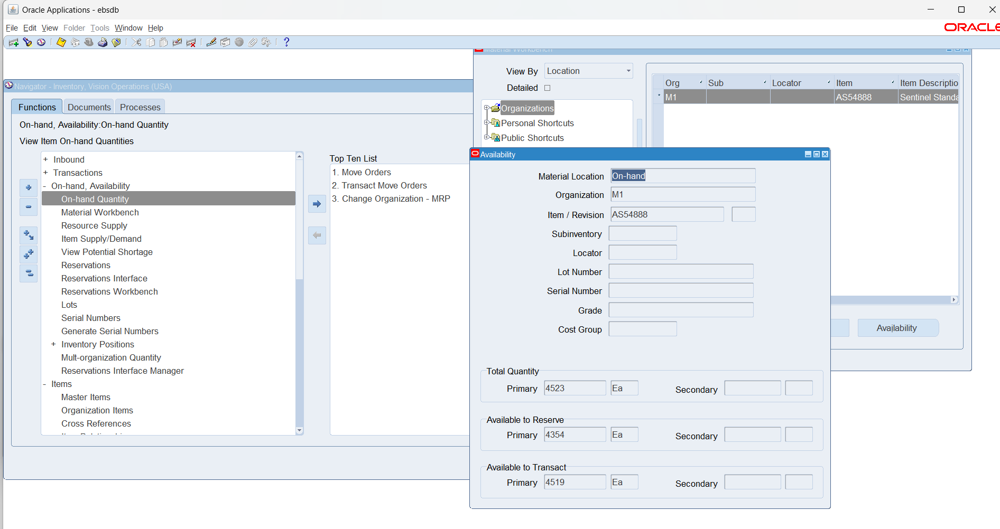 Oracle Applications - ebsdb
File Edit View Folder Tools Window Help
ORACLE
Navigator - Inventory, Vision Operations (USA)
Functions Documents Processes
On-hand, Availability:On-hand Quantity
View Item On-hand Quantities
+ Inbound
+ Transactions
- On-hand, Availability
On-hand Quantity
Material Workbench
Resource Supply
Item Supply/Demand
View Potential Shortage
Reservations
Reservations Interface
Reservations Workbench
Lots
Serial Numbers
Generate Serial Numbers
+ Inventory Positions
Mult-organization Quantity
Reservations Interface Manager
- Items
Master Items
Organization Items
Cross References
Top Ten List
1. Move Orders
2. Transact Move Orders
3. Change Organization - MRP
Material Workbench
View By Location
Detailed
Organizations
Personal Shortcuts
Public Shortcuts
Org Sub Locator Item Item Descriptio
M1 AS54888 Sentinel Standa
Availability
Availability
Material Location On-hand
Organization M1
Item / Revision AS54888
Subinventory
Locator
Lot Number
Serial Number
Grade
Cost Group
Total Quantity
Primary 4523 Ea Secondary
Available to Reserve
Primary 4354 Ea Secondary
Available to Transact
Primary 4519 Ea Secondary